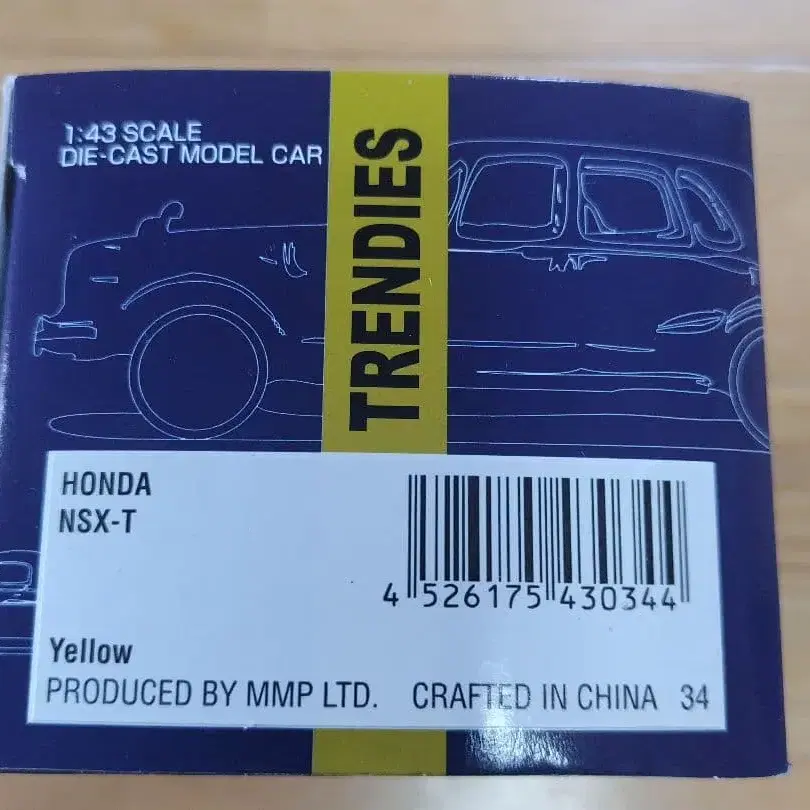 1:43 SCALE
DIE-CAST MODEL CAR
TRENDIES
HONDA
NSX-T
4 526175 430344
Yellow
PRODUCED BY MMP LTD. CRAFTED IN CHINA 34